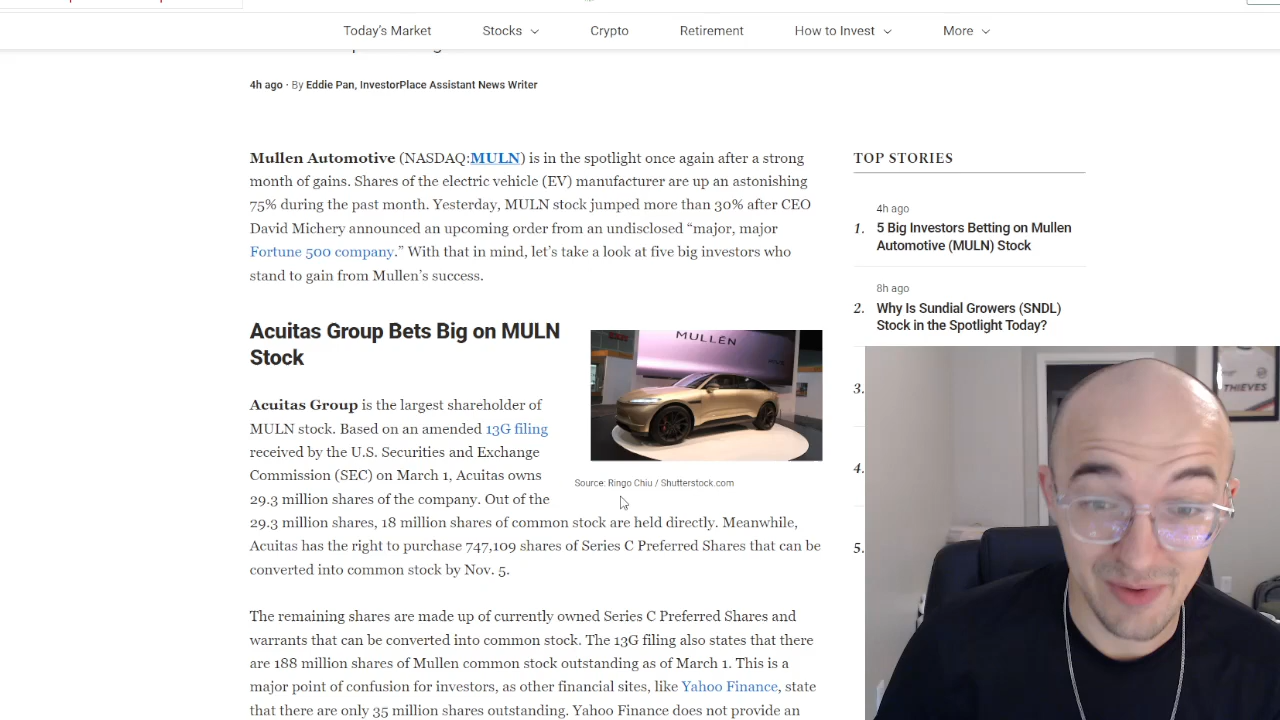 Today's Market
Stocks
Crypto
Retirement
How to Invest
More
4h ago · By Eddie Pan, InvestorPlace Assistant News Writer
Mullen Automotive (NASDAQ:MULN) is in the spotlight once again after a strong
month of gains. Shares of the electric vehicle (EV) manufacturer are up an astonishing
75% during the past month. Yesterday, MULN stock jumped more than 30% after CEO
David Michery announced an upcoming order from an undisclosed “major, major
Fortune 500 company.” With that in mind, let’s take a look at five big investors who
stand to gain from Mullen’s success.
Acuitas Group Bets Big on MULN
Stock
MULLEN
Acuitas Group is the largest shareholder of
MULN stock. Based on an amended 13G filing
received by the U.S. Securities and Exchange
Commission (SEC) on March 1, Acuitas owns
29.3 million shares of the company. Out of the
Source: Ringo Chiu / Shutterstock.com
29.3 million shares, 18 million shares of common stock are held directly. Meanwhile,
Acuitas has the right to purchase 747,109 shares of Series C Preferred Shares that can be
converted into common stock by Nov. 5.
The remaining shares are made up of currently owned Series C Preferred Shares and
warrants that can be converted into common stock. The 13G filing also states that there
are 188 million shares of Mullen common stock outstanding as of March 1. This is a
major point of confusion for investors, as other financial sites, like Yahoo Finance, state
that there are only 35 million shares outstanding. Yahoo Finance does not provide an
TOP STORIES
4h ago
1. 5 Big Investors Betting on Mullen
Automotive (MULN) Stock
8h ago
2. Why Is Sundial Growers (SNDL)
Stock in the Spotlight Today?
3.
4.
5.
THIEVES